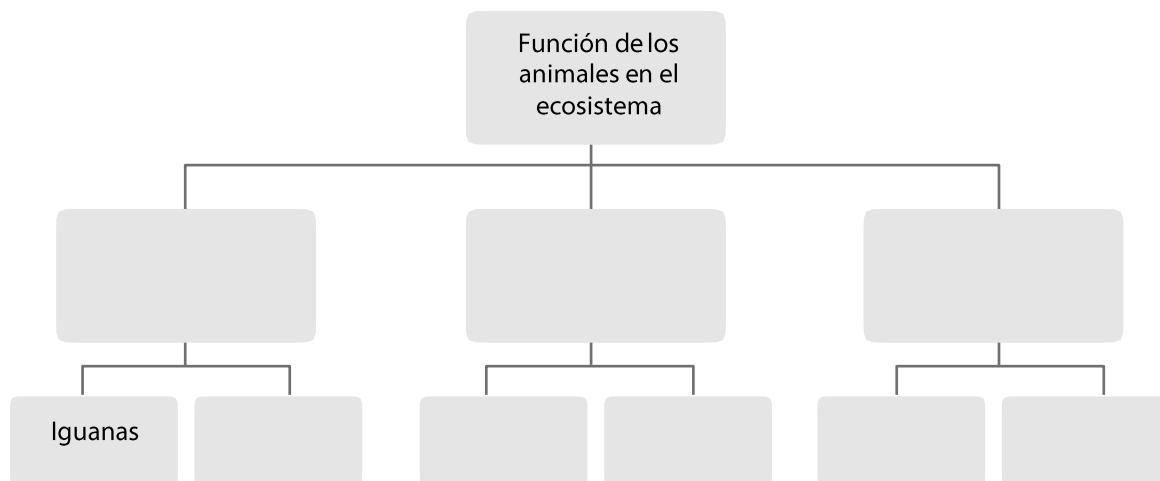 Función de los
animales en el
ecosistema
Iguanas